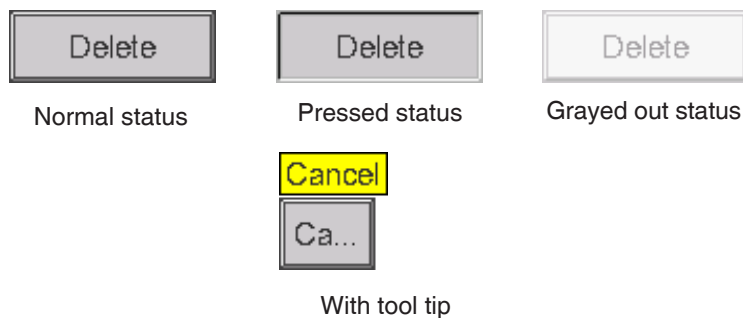 Delete Delete Delete
Normal status Pressed status Grayed out status
Cancel
Ca...
With tool tip